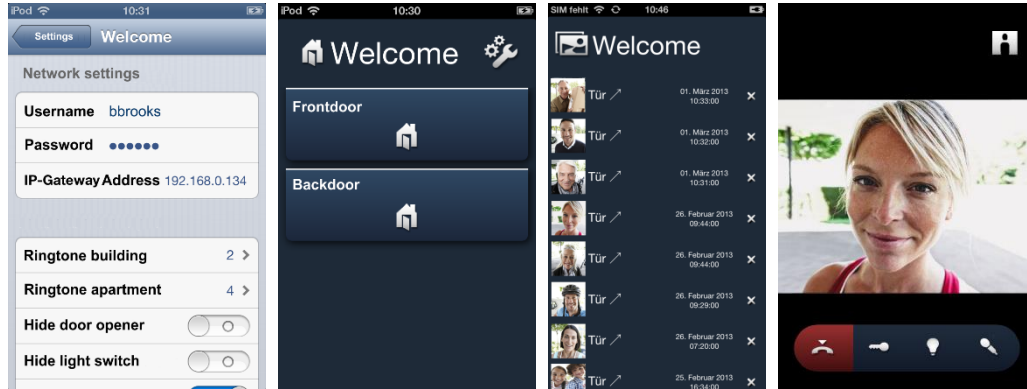 iPod 10:31
Settings Welcome
Network settings
Username bbrooks
Password ●●●●●●
IP-Gateway Address 192.168.0.134
Ringtone building 2
Ringtone apartment 4
Hide door opener
Hide light switch
iPod 10:30
Welcome
Frontdoor
Backdoor
SIM fehlt 10:46
Welcome
Tür 01. März 2013
10:33:00
Tür 01. März 2013
10:32:00
Tür 01. März 2013
10:31:00
Tür 26. Februar 2013
09:44:00
Tür 26. Februar 2013
09:44:00
Tür 26. Februar 2013
09:29:00
Tür 26. Februar 2013
07:20:00
Tür 25. Februar 2013
16:34:00